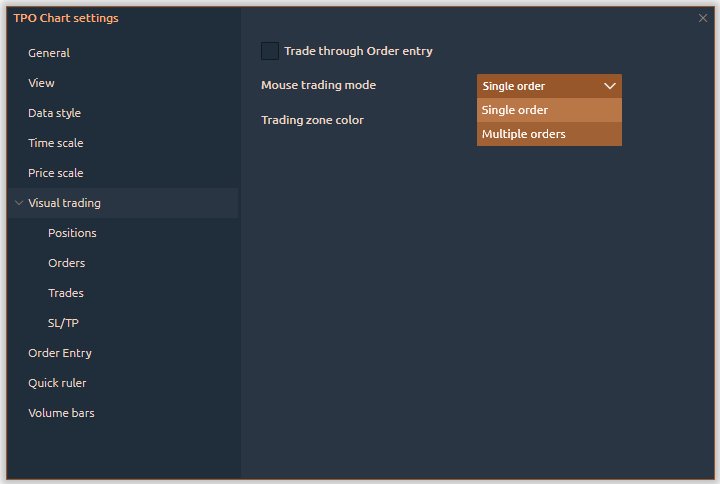 TPO Chart settings
General
View
Data style
Time scale
Price scale
Visual trading
Positions
Orders
Trades
SL/TP
Order Entry
Quick ruler
Volume bars
Trade through Order entry
Mouse trading mode
Single order
Single order
Multiple orders
Trading zone color